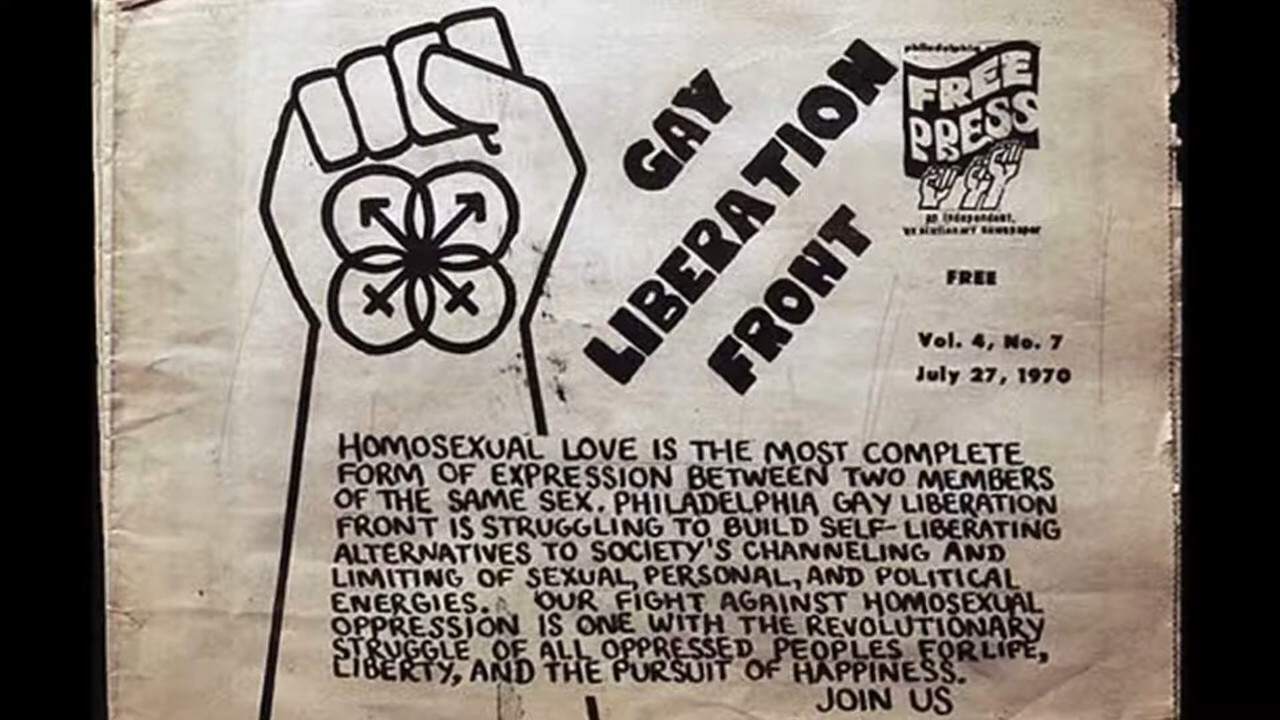 GAY
LIBERATION
FRONT
philadelphia
FREE
PRESS
an independent,
newspaper
FREE
Vol. 4, No. 7
July 27, 1970
HOMOSEXUAL LOVE IS THE MOST COMPLETE
FORM OF EXPRESSION BETWEEN TWO MEMBERS
OF THE SAME SEX. PHILADELPHIA GAY LIBERATION
FRONT IS STRUGGLING TO BUILD SELF-LIBERATING
ALTERNATIVES TO SOCIETY'S CHANNELING AND
LIMITING OF SEXUAL, PERSONAL, AND POLITICAL
ENERGIES. OUR FIGHT AGAINST HOMOSEXUAL
OPPRESSION IS ONE WITH THE REVOLUTIONARY
STRUGGLE OF ALL OPPRESSED PEOPLES FOR LIFE,
LIBERTY, AND THE PURSUIT OF HAPPINESS.
JOIN US